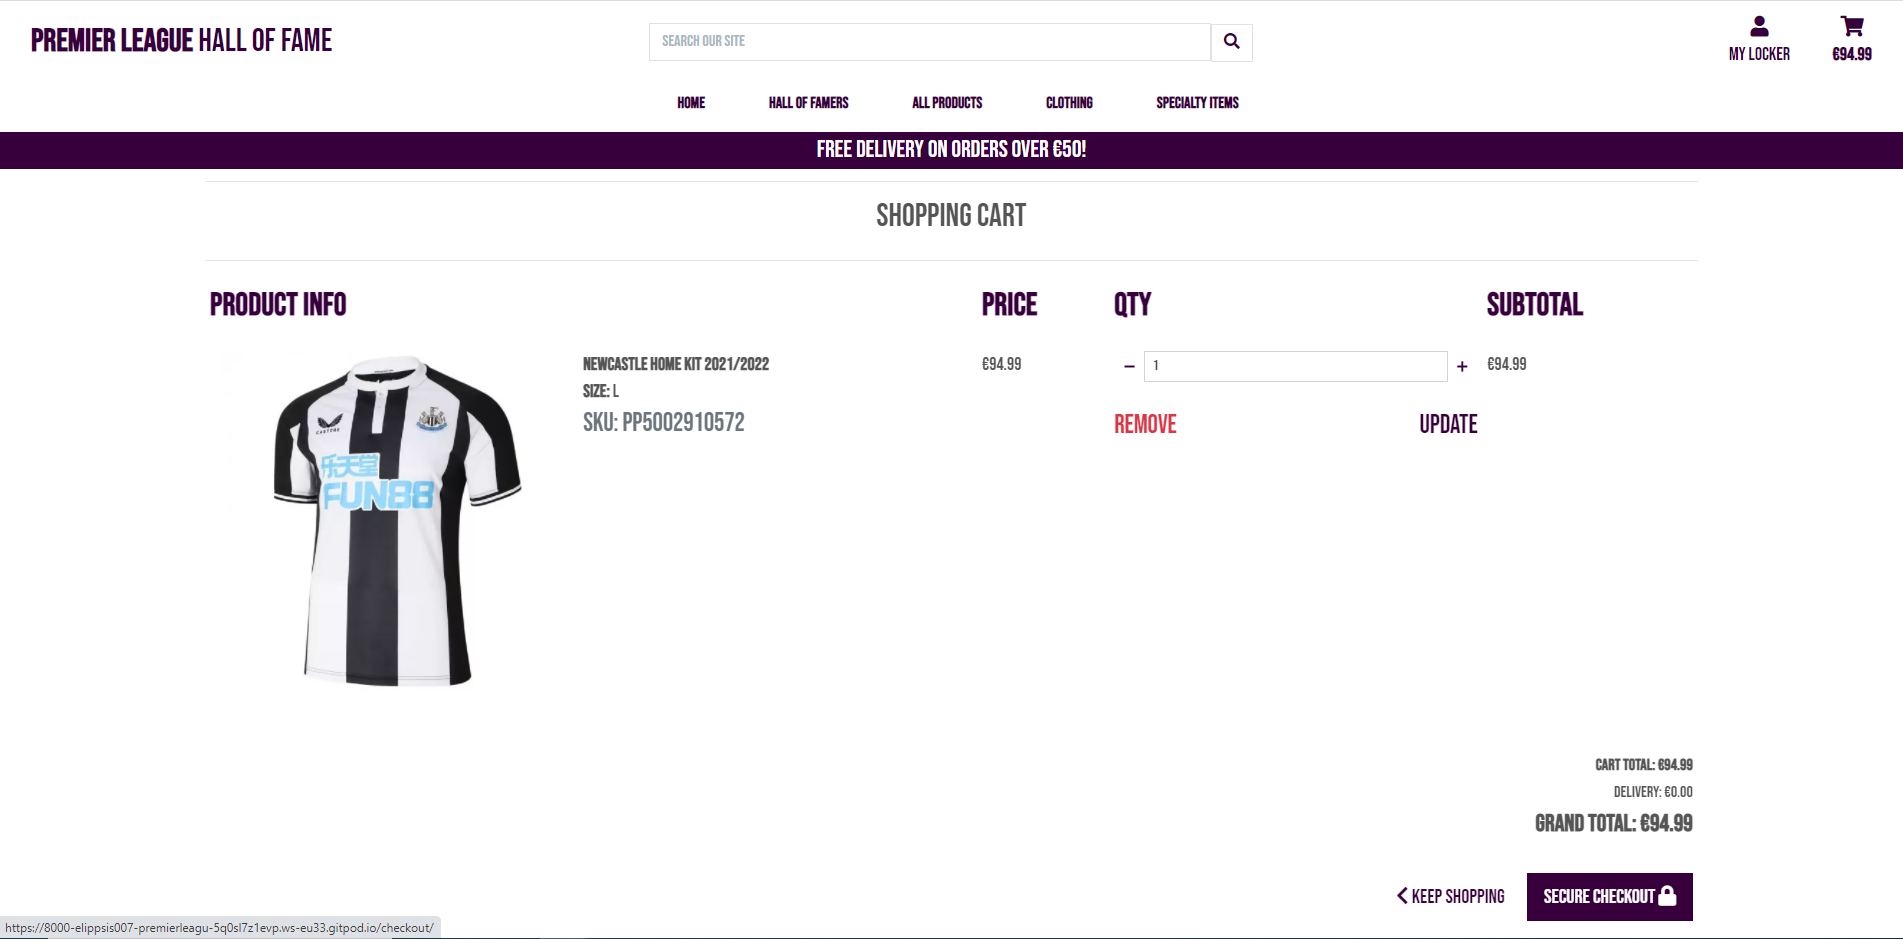 PREMIER LEAGUE HALL OF FAME
SEARCH OUR SITE
MY LOCKER
€94.99
HOME
HALL OF FAMERS
ALL PRODUCTS
CLOTHING
SPECIALTY ITEMS
FREE DELIVERY ON ORDERS OVER €50!
SHOPPING CART
PRODUCT INFO
PRICE
QTY
SUBTOTAL
NEWCASTLE HOME KIT 2021/2022
SIZE: L
SKU: PP5002910572
€94.99
− 1 +
€94.99
REMOVE
UPDATE
CASTORE
乐天堂
FUN88
CART TOTAL: €94.99
DELIVERY: €0.00
GRAND TOTAL: €94.99
KEEP SHOPPING
SECURE CHECKOUT
https://8000-elippsis007-premierleagu-5q0sl7z1evp.ws-eu33.gitpod.io/checkout/